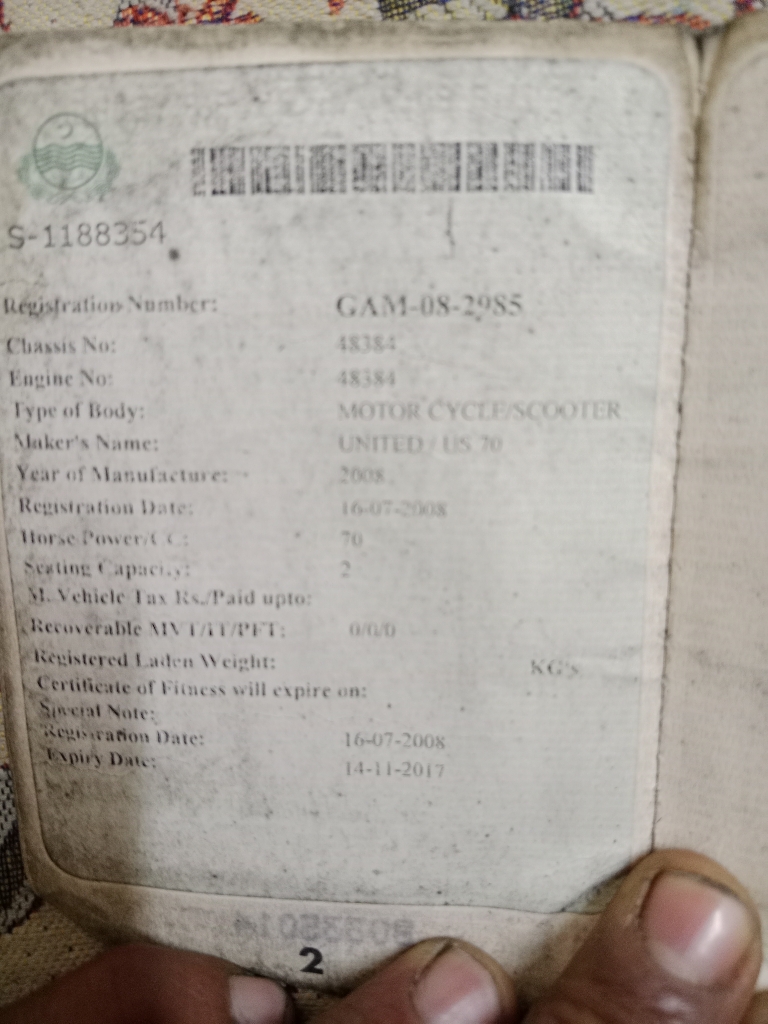 S-1188354
Registration Number: GAM-08-2985
Chassis No: 48384
Engine No: 48384
Type of Body: MOTOR CYCLE/SCOOTER
Maker's Name: UNITED / US 70
Year of Manufacture: 2008
Registration Date: 16-07-2008
Horse Power/CC: 70
Seating Capacity: 2
M. Vehicle Tax Rs./Paid upto:
Recoverable MVT/IT/PFT: 0/0/0
Registered Laden Weight: KG's
Certificate of Fitness will expire on:
Special Note:
Registration Date: 16-07-2008
Expiry Date: 14-11-2017
2